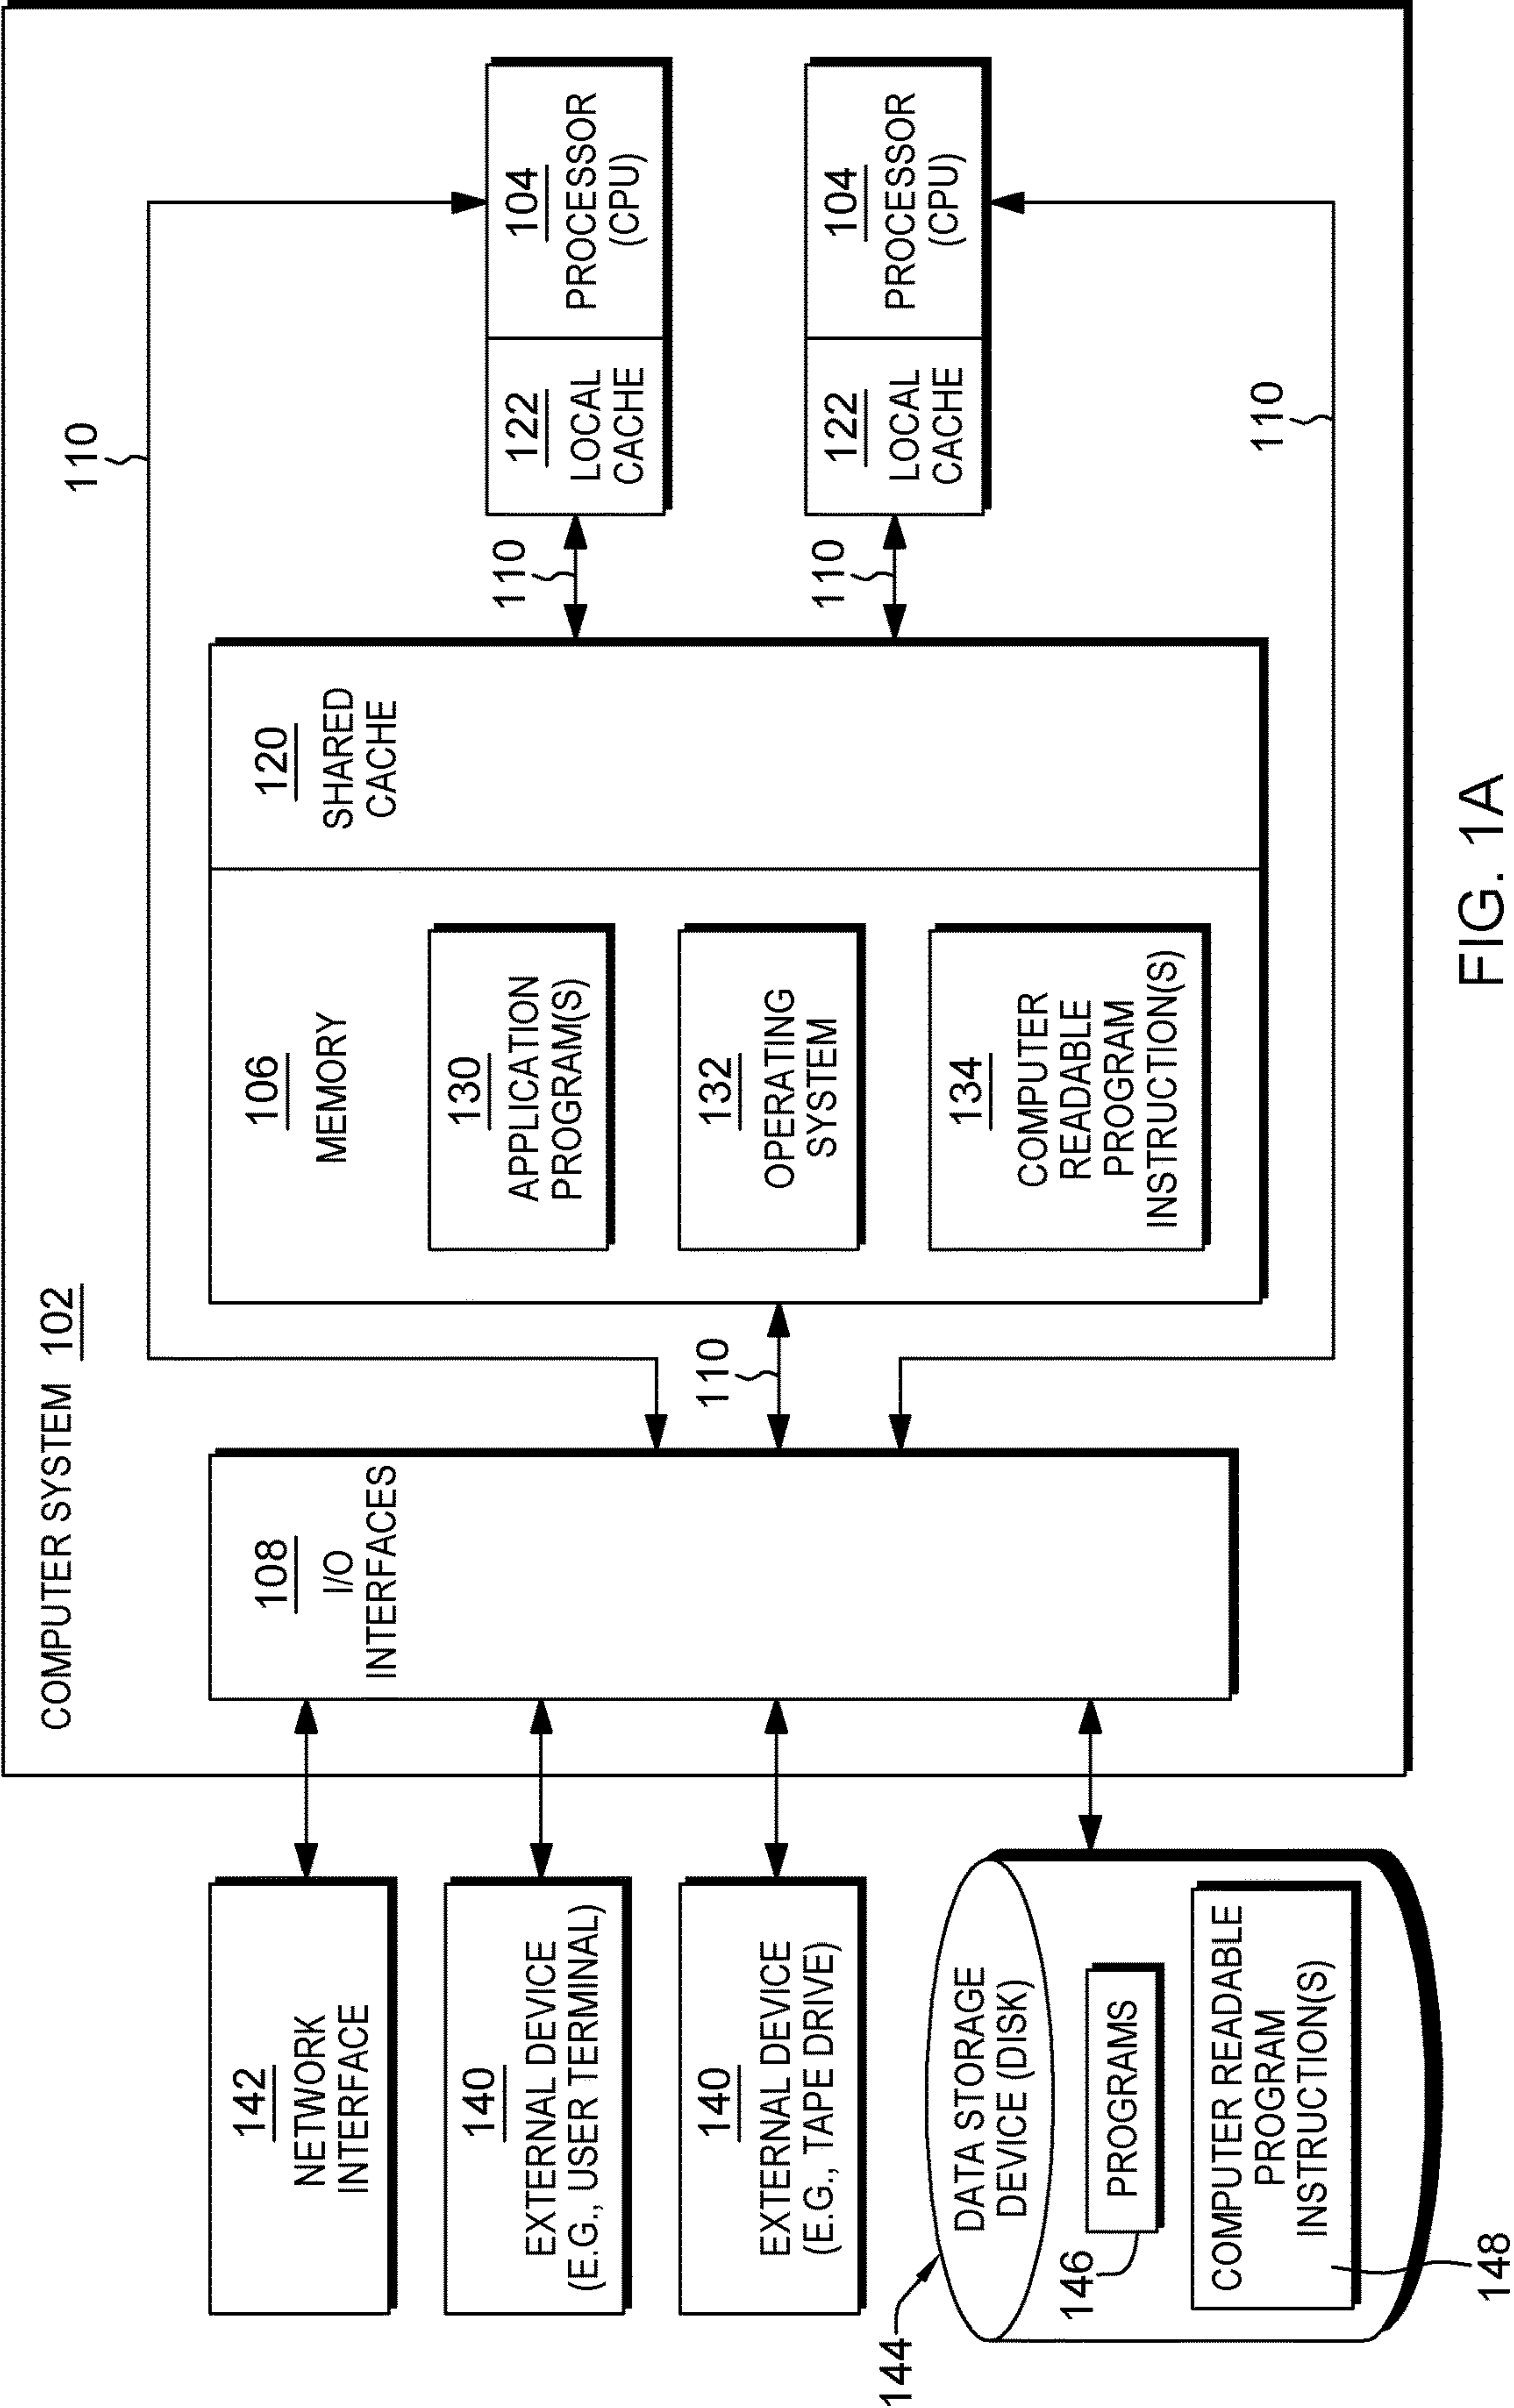 COMPUTER SYSTEM 102
110
142
NETWORK
INTERFACE
140
EXTERNAL DEVICE
(E.G., USER TERMINAL)
140
EXTERNAL DEVICE
(E.G., TAPE DRIVE)
144
DATA STORAGE
DEVICE (DISK)
146
PROGRAMS
COMPUTER READABLE
PROGRAM
INSTRUCTION(S)
148
108
I/O
INTERFACES
110
106
MEMORY
130
APPLICATION
PROGRAM(S)
132
OPERATING
SYSTEM
134
COMPUTER
READABLE
PROGRAM
INSTRUCTION(S)
120
SHARED
CACHE
110
110
122
LOCAL
CACHE
104
PROCESSOR
(CPU)
122
LOCAL
CACHE
104
PROCESSOR
(CPU)
110
FIG. 1A